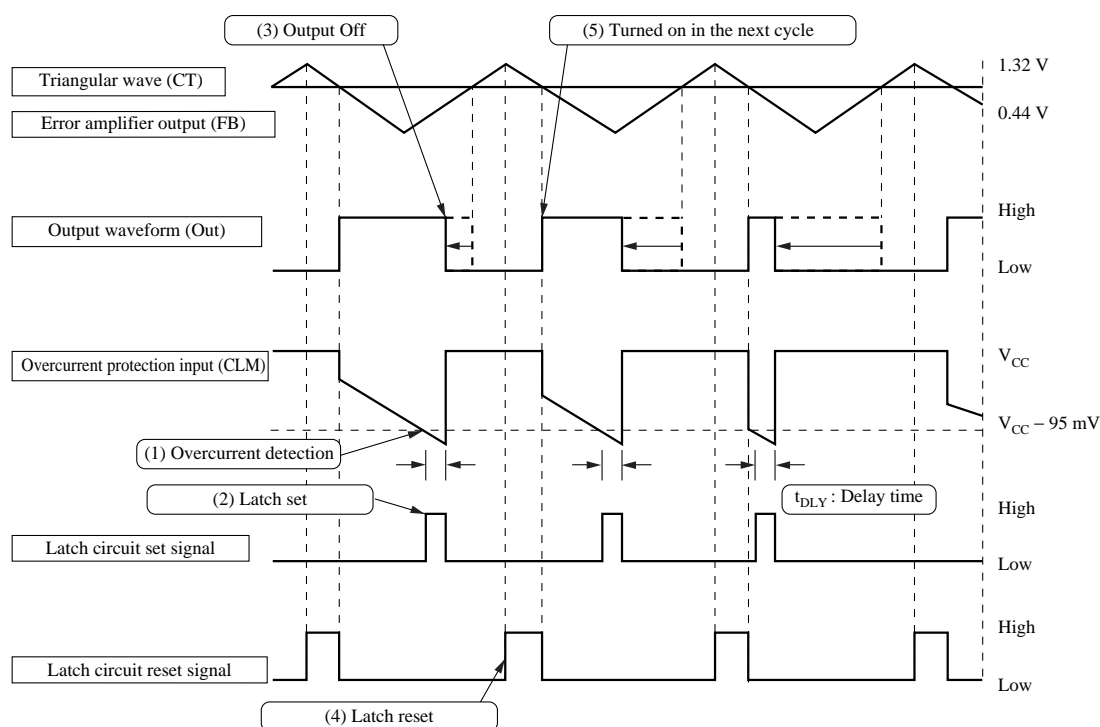 (3) Output Off
(5) Turned on in the next cycle
Triangular wave (CT)
1.32 V
Error amplifier output (FB)
0.44 V
High
Output waveform (Out)
Low
Overcurrent protection input (CLM)
VCC
VCC – 95 mV
(1) Overcurrent detection
(2) Latch set
tDLY : Delay time
High
Latch circuit set signal
Low
High
Latch circuit reset signal
Low
(4) Latch reset